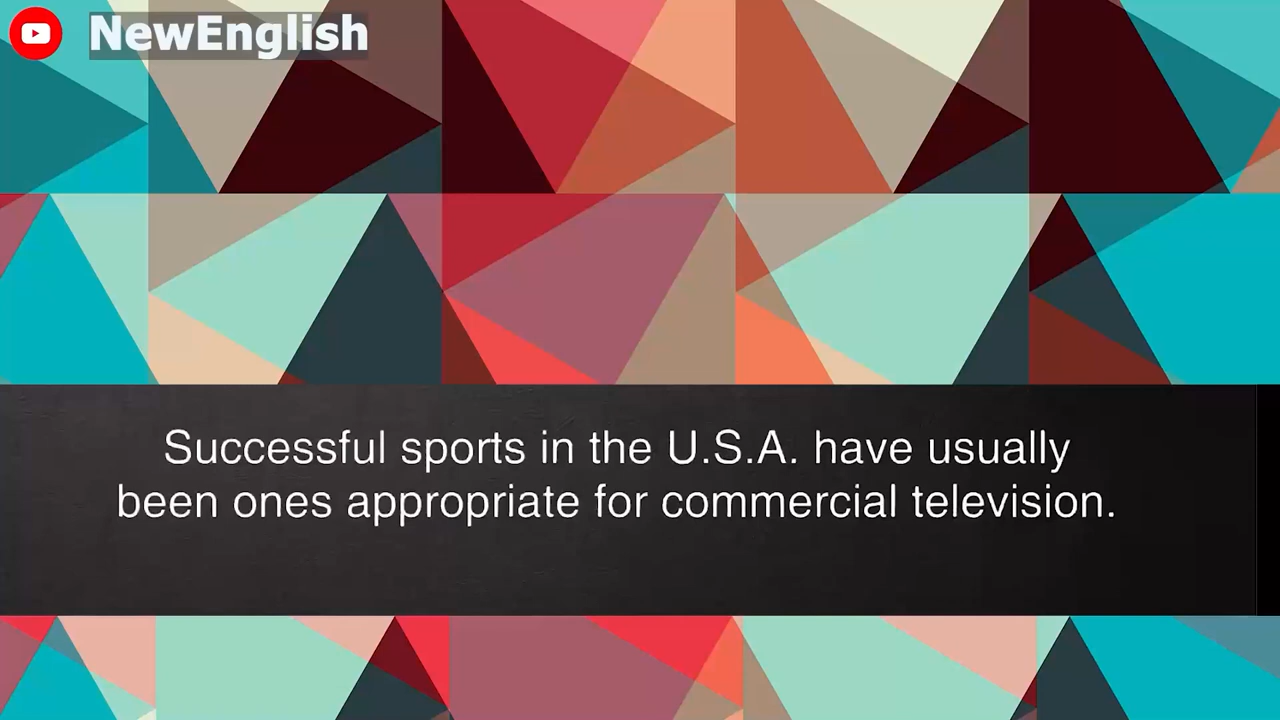 NewEnglish
Successful sports in the U.S.A. have usually
been ones appropriate for commercial television.